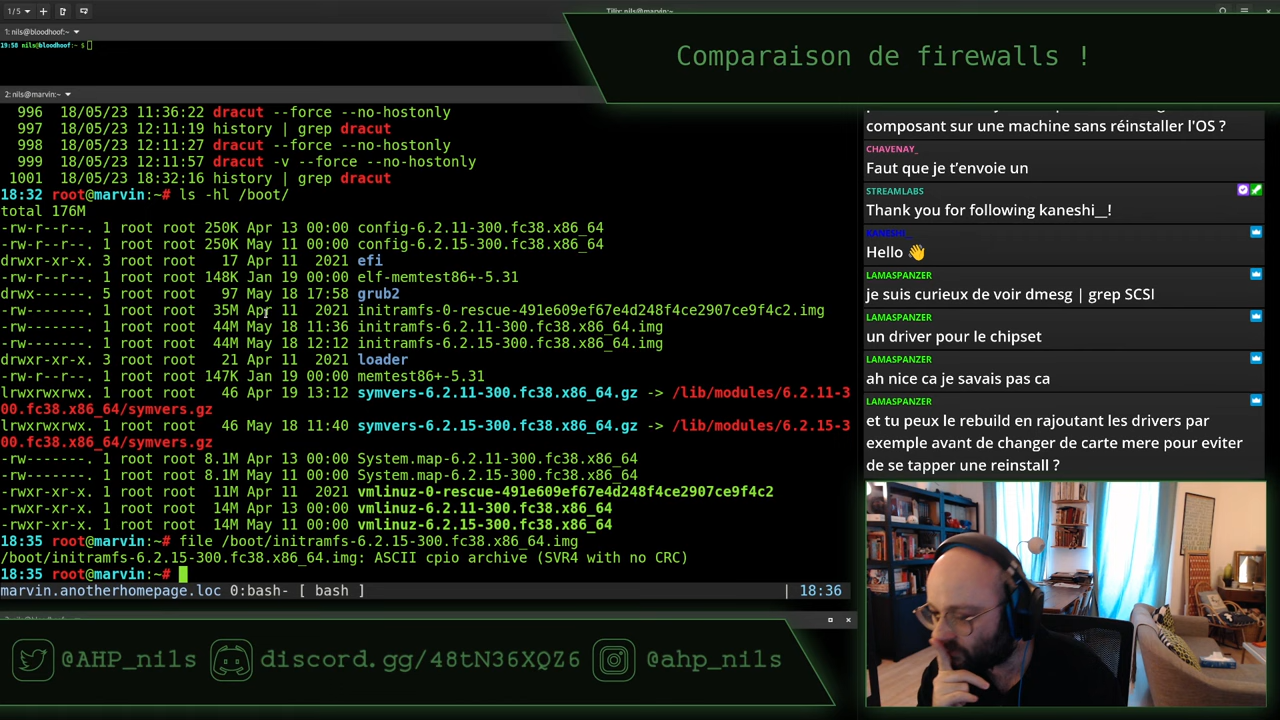 1/5
Tilix: nils@marvin:~
1: nils@bloodhoof:~
19:58 nils@bloodhoof:~ $
Comparaison de firewalls !
2: nils@marvin:~
996 18/05/23 11:36:22 dracut --force --no-hostonly
997 18/05/23 12:11:19 history | grep dracut
998 18/05/23 12:11:27 dracut --force --no-hostonly
999 18/05/23 12:11:57 dracut -v --force --no-hostonly
1001 18/05/23 18:32:16 history | grep dracut
18:32 root@marvin:~# ls -hl /boot/
total 176M
-rw-r--r--. 1 root root 250K Apr 13 00:00 config-6.2.11-300.fc38.x86_64
-rw-r--r--. 1 root root 250K May 11 00:00 config-6.2.15-300.fc38.x86_64
drwxr-xr-x. 3 root root 17 Apr 11 2021 efi
-rw-r--r--. 1 root root 148K Jan 19 00:00 elf-memtest86+-5.31
drwx------. 5 root root 97 May 18 17:58 grub2
-rw-------. 1 root root 35M Apr 11 2021 initramfs-0-rescue-491e609ef67e4d248f4ce2907ce9f4c2.img
-rw-------. 1 root root 44M May 18 11:36 initramfs-6.2.11-300.fc38.x86_64.img
-rw-------. 1 root root 44M May 18 12:12 initramfs-6.2.15-300.fc38.x86_64.img
drwxr-xr-x. 3 root root 21 Apr 11 2021 loader
-rw-r--r--. 1 root root 147K Jan 19 00:00 memtest86+-5.31
lrwxrwxrwx. 1 root root 46 Apr 19 13:12 symvers-6.2.11-300.fc38.x86_64.gz -> /lib/modules/6.2.11-3
00.fc38.x86_64/symvers.gz
lrwxrwxrwx. 1 root root 46 May 18 11:40 symvers-6.2.15-300.fc38.x86_64.gz -> /lib/modules/6.2.15-3
00.fc38.x86_64/symvers.gz
-rw-------. 1 root root 8.1M Apr 13 00:00 System.map-6.2.11-300.fc38.x86_64
-rw-------. 1 root root 8.1M May 11 00:00 System.map-6.2.15-300.fc38.x86_64
-rwxr-xr-x. 1 root root 11M Apr 11 2021 vmlinuz-0-rescue-491e609ef67e4d248f4ce2907ce9f4c2
-rwxr-xr-x. 1 root root 14M Apr 13 00:00 vmlinuz-6.2.11-300.fc38.x86_64
-rwxr-xr-x. 1 root root 14M May 11 00:00 vmlinuz-6.2.15-300.fc38.x86_64
18:35 root@marvin:~# file /boot/initramfs-6.2.15-300.fc38.x86_64.img
/boot/initramfs-6.2.15-300.fc38.x86_64.img: ASCII cpio archive (SVR4 with no CRC)
18:35 root@marvin:~#
marvin.anotherhomepage.loc 0:bash- [ bash ] | 18:36
composant sur une machine sans réinstaller l'OS ?
CHAVENAY_
Faut que je t’envoie un
STREAMLABS
Thank you for following kaneshi__!
KANESHI__
Hello 👋
LAMASPANZER
je suis curieux de voir dmesg | grep SCSI
LAMASPANZER
un driver pour le chipset
LAMASPANZER
ah nice ca je savais pas ca
LAMASPANZER
et tu peux le rebuild en rajoutant les drivers par
exemple avant de changer de carte mere pour eviter
de se tapper une reinstall ?
@AHP_nils discord.gg/48tN36XQZ6 @ahp_nils